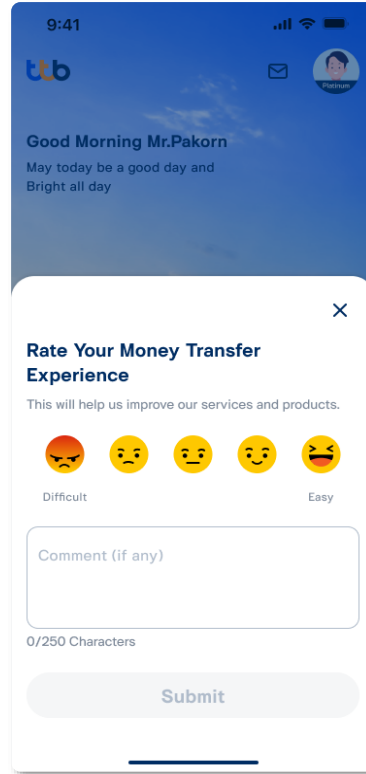 9:41
ttb
Platinum
Good Morning Mr.Pakorn
May today be a good day and
Bright all day
Rate Your Money Transfer
Experience
This will help us improve our services and products.
Difficult
Easy
Comment (if any)
0/250 Characters
Submit